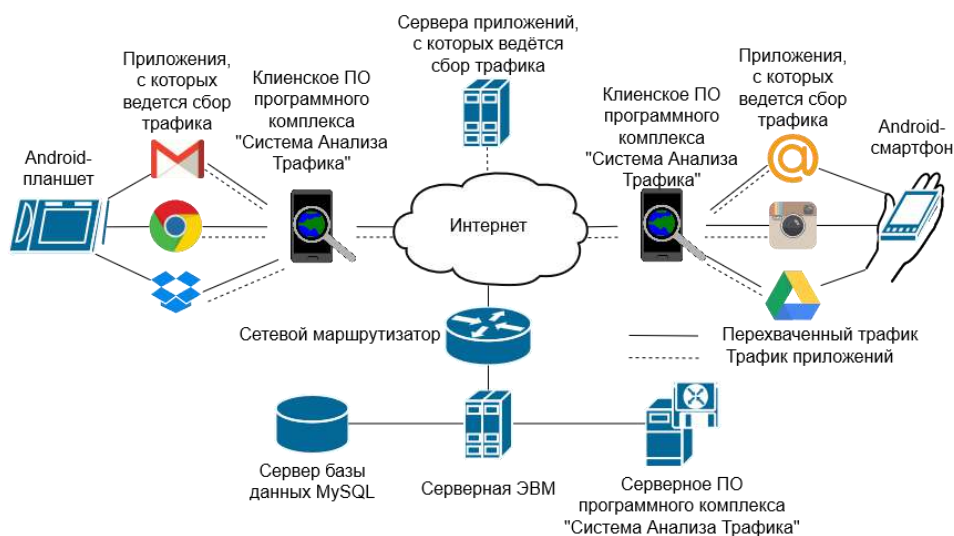 Сервера приложений,
с которых ведётся
сбор трафика
Приложения,
с которых
ведется сбор
трафика
Клиенское ПО
программного
комплекса
"Система Анализа
Трафика"
Android-
планшет
Клиенское ПО
программного
комплекса
"Система Анализа
Трафика"
Приложения,
с которых
ведется сбор
трафика
Android-
смартфон
Интернет
Сетевой маршрутизатор
Перехваченный трафик
Трафик приложений
Сервер базы
данных MySQL
Серверная ЭВМ
Серверное ПО
программного комплекса
"Система Анализа Трафика"